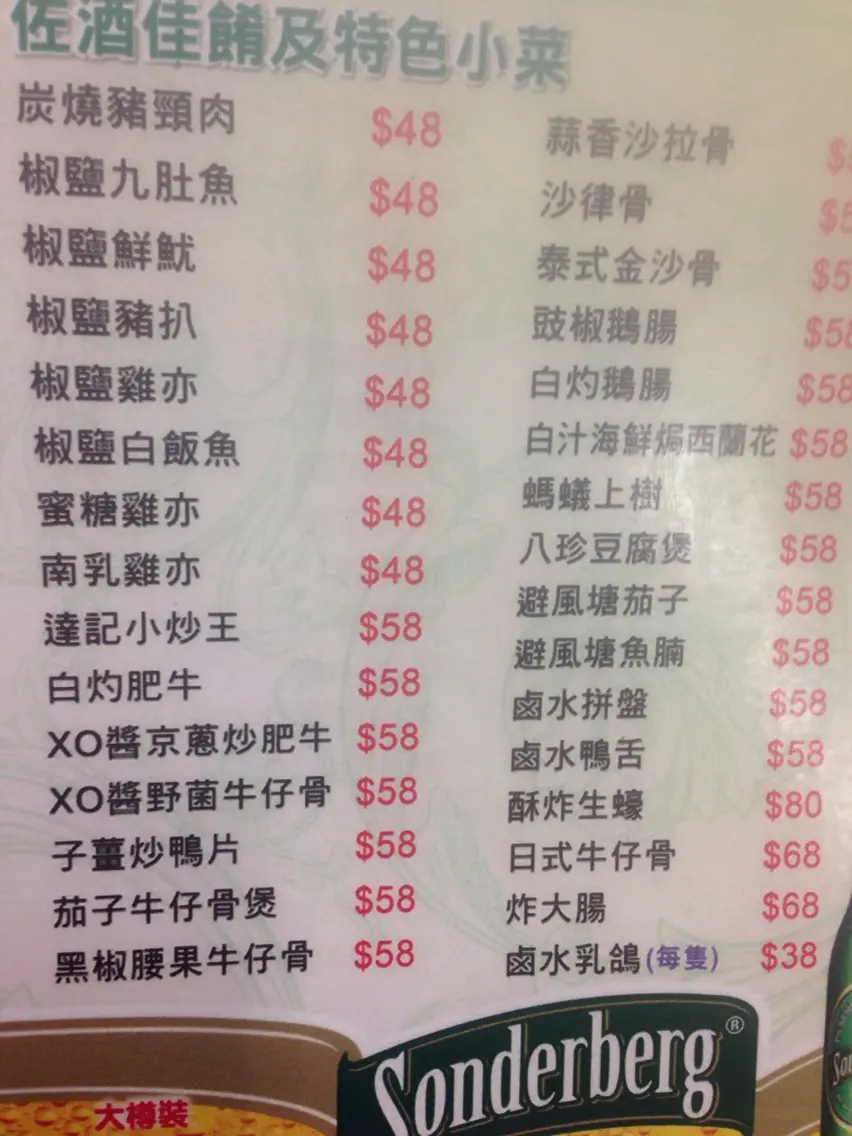 佐酒佳餚及特色小菜
炭燒豬頸肉 $48
椒鹽九肚魚 $48
椒鹽鮮魷 $48
椒鹽豬扒 $48
椒鹽雞亦 $48
椒鹽白飯魚 $48
蜜糖雞亦 $48
南乳雞亦 $48
達記小炒王 $58
白灼肥牛 $58
XO醬京蔥炒肥牛 $58
XO醬野菌牛仔骨 $58
子薑炒鴨片 $58
茄子牛仔骨煲 $58
黑椒腰果牛仔骨 $58
蒜香沙拉骨
沙律骨
泰式金沙骨
豉椒鵝腸 $58
白灼鵝腸 $58
白汁海鮮焗西蘭花 $58
螞蟻上樹 $58
八珍豆腐煲 $58
避風塘茄子 $58
避風塘魚腩 $58
鹵水拼盤 $58
鹵水鴨舌 $58
酥炸生蠔 $80
日式牛仔骨 $68
炸大腸 $68
鹵水乳鴿(每隻) $38
Sonderberg®
大樽裝